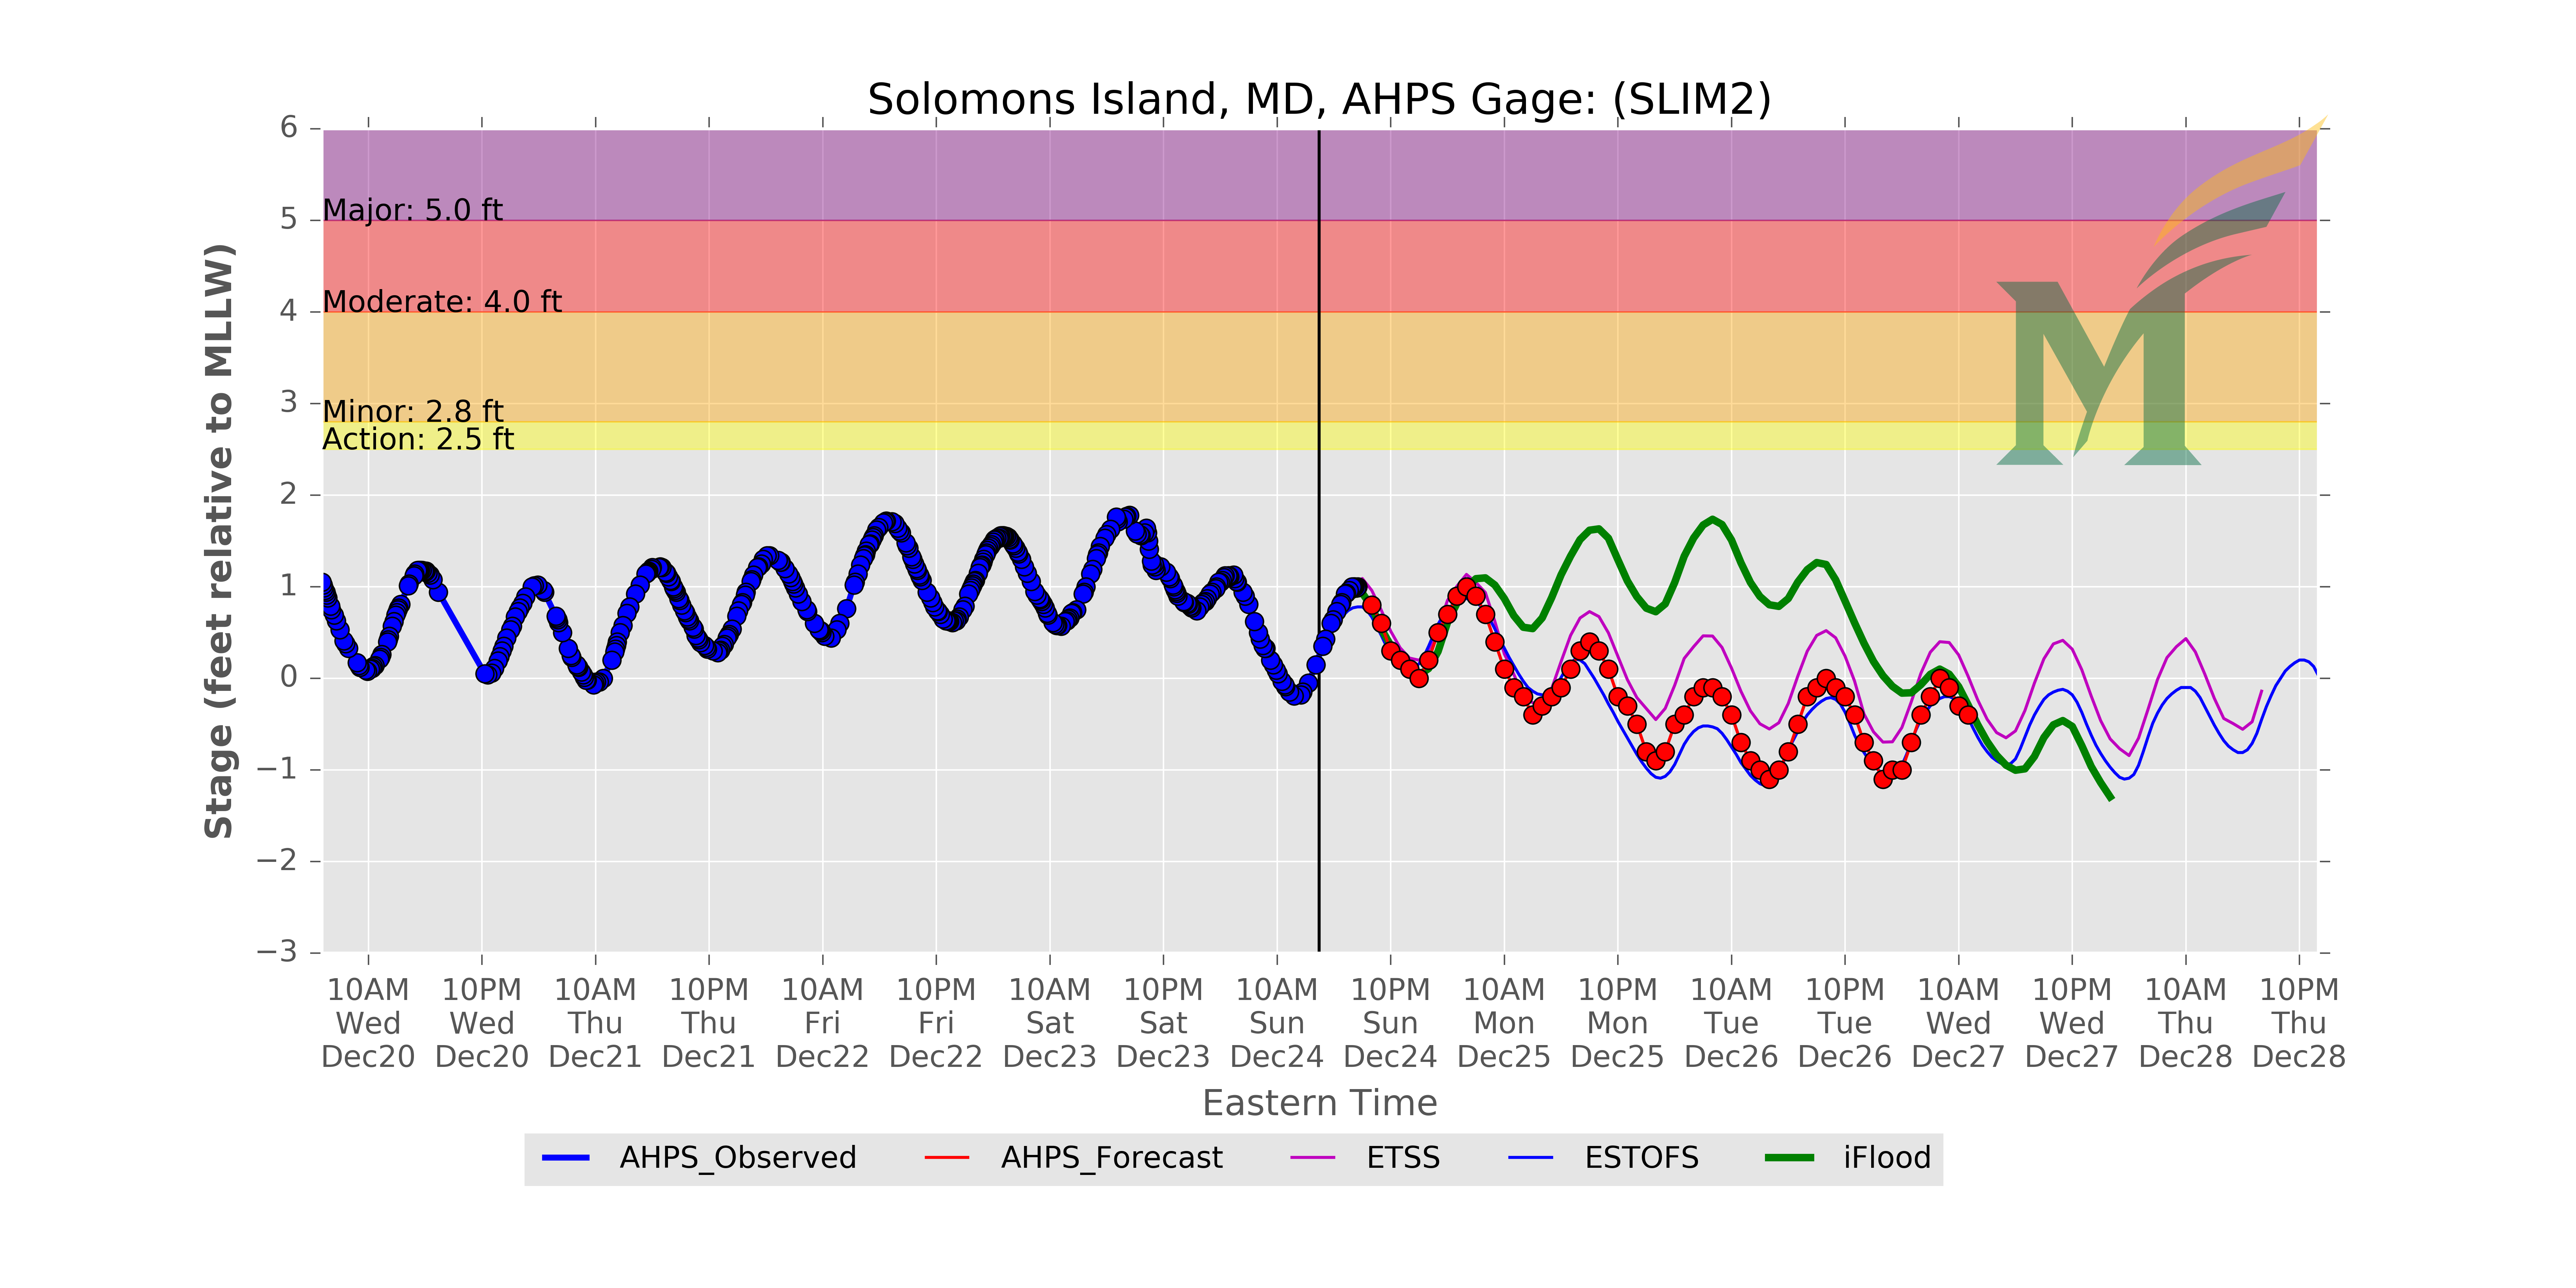 Solomons Island, MD, AHPS Gage: (SLIM2)
6
5
4
3
2
1
0
−1
−2
−3
Stage (feet relative to MLLW)
Major: 5.0 ft
Moderate: 4.0 ft
Minor: 2.8 ft
Action: 2.5 ft
10AM 10PM 10AM 10PM 10AM 10PM 10AM 10PM 10AM 10PM 10AM 10PM 10AM 10PM 10AM 10PM 10AM 10PM
Wed Wed Thu Thu Fri Fri Sat Sat Sun Sun Mon Mon Tue Tue Wed Wed Thu Thu
Dec20 Dec20 Dec21 Dec21 Dec22 Dec22 Dec23 Dec23 Dec24 Dec24 Dec25 Dec25 Dec26 Dec26 Dec27 Dec27 Dec28 Dec28
Eastern Time
AHPS_Observed AHPS_Forecast ETSS ESTOFS iFlood